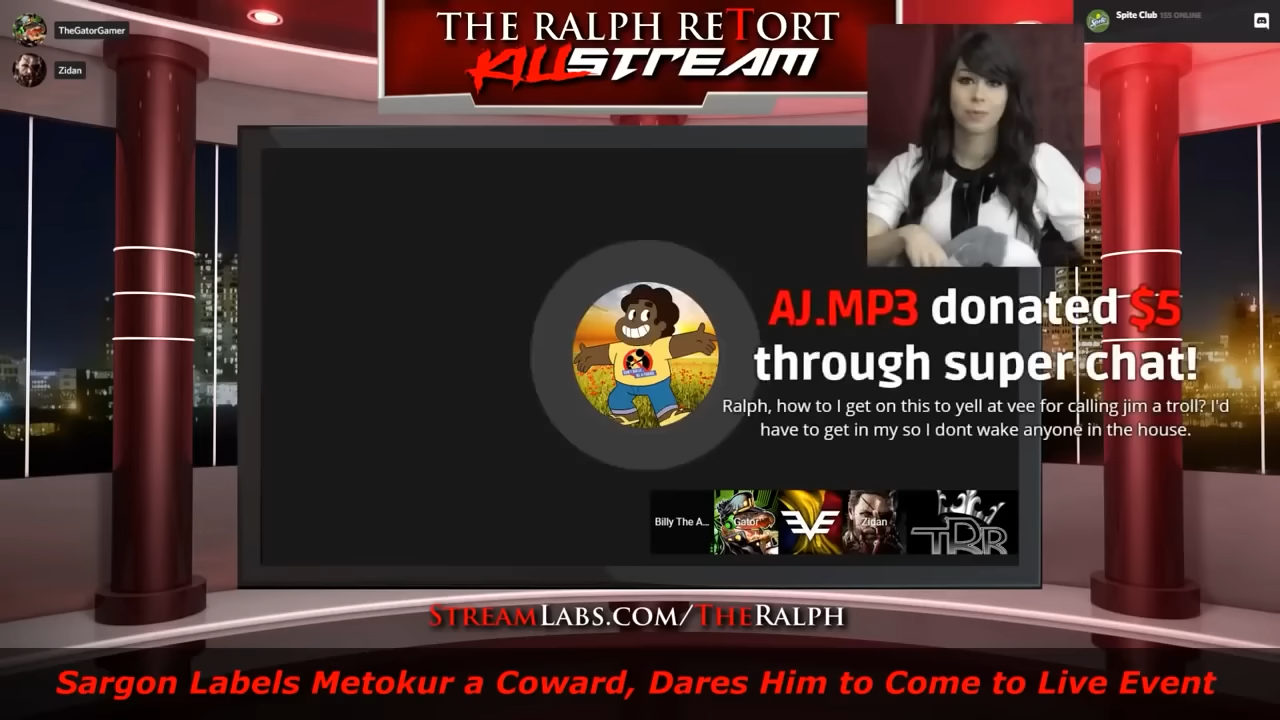 TheGatorGamer
Zidan
THE RALPH RETORT
KILLSTREAM
Spite Club 155 ONLINE
AJ.MP3 donated $5
through super chat!
Ralph, how to I get on this to yell at vee for calling jim a troll? I'd
have to get in my so I dont wake anyone in the house.
Billy The A...
Gator
Zidan
TRR
STREAMLABS.COM/THERALPH
Sargon Labels Metokur a Coward, Dares Him to Come to Live Event